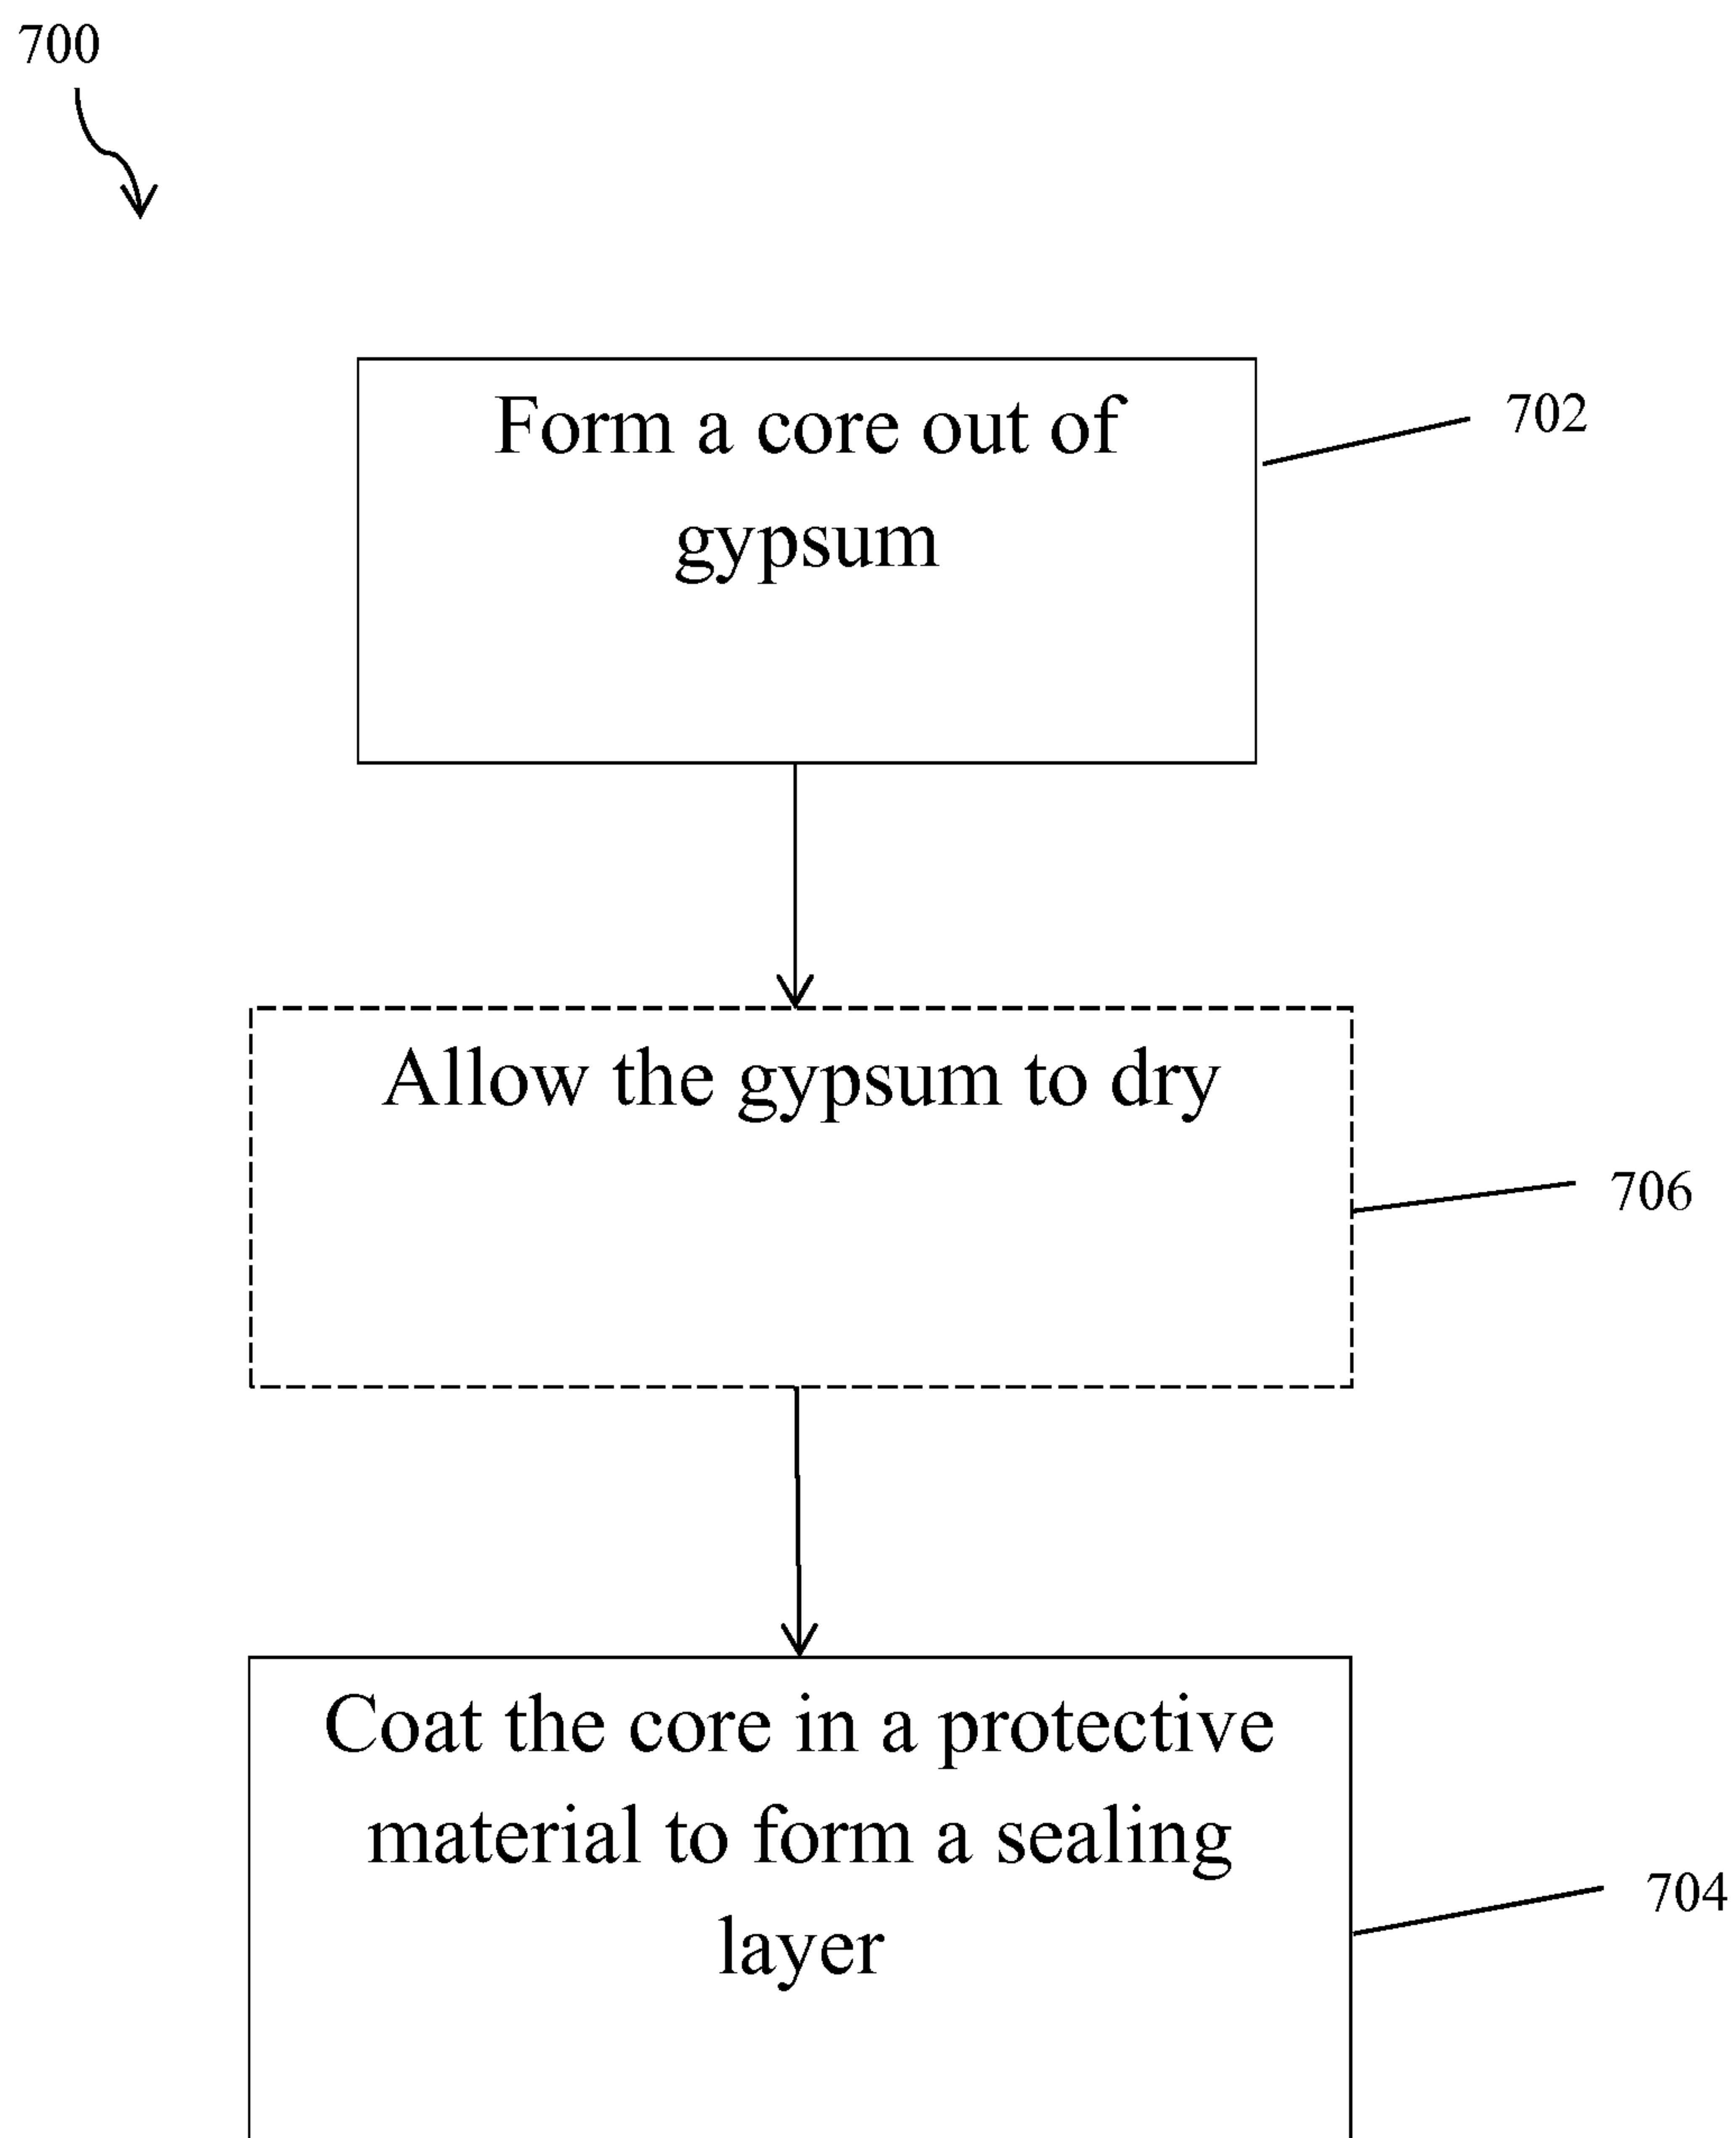 700
Form a core out of
gypsum
702
Allow the gypsum to dry
706
Coat the core in a protective
material to form a sealing
layer
704